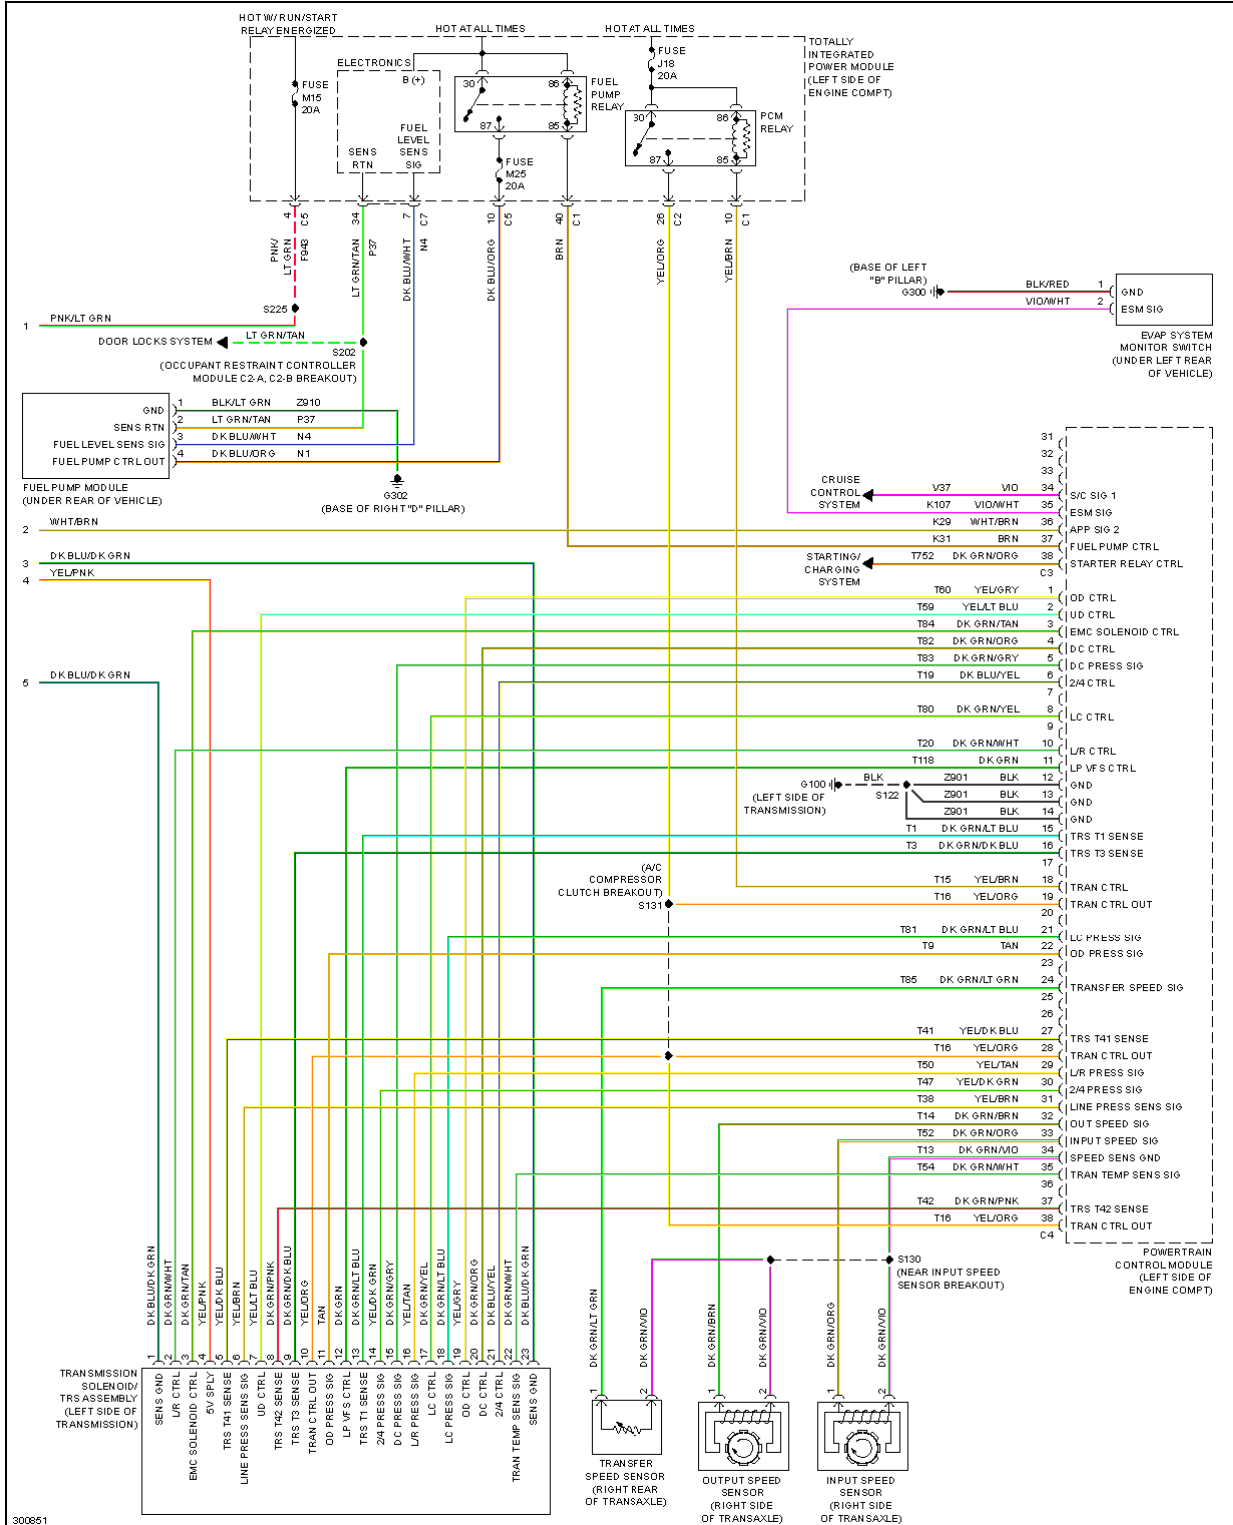 HOT W/ RUN/START
RELAY ENERGIZED
HOT AT ALL TIMES
HOT AT ALL TIMES
TOTALLY
INTEGRATED
POWER MODULE
(LEFT SIDE OF
ENGINE COMPT)
FUSE
M15
20A
ELECTRONICS
B (+)
FUEL
LEVEL
SENS
SIG
SENS
RTN
30
86
87
85
FUEL
PUMP
RELAY
FUSE
M25
20A
FUSE
J18
20A
30
86
87
85
PCM
RELAY
4
C5
34
7
C7
10
C5
40
C1
26
C2
10
C1
PNK/
LT GRN
F943
LT GRN/TAN
P37
DK BLU/WHT
N4
DK BLU/ORG
BRN
YEL/ORG
YEL/BRN
S225
1
PNK/LT GRN
DOOR LOCKS SYSTEM
LT GRN/TAN
S202
(OCCUPANT RESTRAINT CONTROLLER
MODULE C2-A, C2-B BREAKOUT)
(BASE OF LEFT
"B" PILLAR)
G300
BLK/RED 1 GND
VIO/WHT 2 ESM SIG
EVAP SYSTEM
MONITOR SWITCH
(UNDER LEFT REAR
OF VEHICLE)
GND 1 BLK/LT GRN Z910
SENS RTN 2 LT GRN/TAN P37
FUEL LEVEL SENS SIG 3 DK BLU/WHT N4
FUEL PUMP CTRL OUT 4 DK BLU/ORG N1
FUEL PUMP MODULE
(UNDER REAR OF VEHICLE)
G302
(BASE OF RIGHT "D" PILLAR)
2 WHT/BRN
3 DK BLU/DK GRN
4 YEL/PNK
5 DK BLU/DK GRN
CRUISE
CONTROL
SYSTEM
STARTING/
CHARGING
SYSTEM
31
32
33
V37 VIO 34 S/C SIG 1
K107 VIO/WHT 35 ESM SIG
K29 WHT/BRN 36 APP SIG 2
K31 BRN 37 FUEL PUMP CTRL
T752 DK GRN/ORG 38 STARTER RELAY CTRL
C3
T60 YEL/GRY 1 OD CTRL
T59 YEL/LT BLU 2 UD CTRL
T84 DK GRN/TAN 3 EMC SOLENOID CTRL
T82 DK GRN/ORG 4 DC CTRL
T83 DK GRN/GRY 5 DC PRESS SIG
T19 DK BLU/YEL 6 2/4 CTRL
7
T80 DK GRN/YEL 8 LC CTRL
9
T20 DK GRN/WHT 10 L/R CTRL
T118 DK GRN 11 LP VFS CTRL
G100
(LEFT SIDE OF
TRANSMISSION)
BLK
S122
Z901 BLK 12 GND
Z901 BLK 13 GND
Z901 BLK 14 GND
T1 DK GRN/LT BLU 15 TRS T1 SENSE
T3 DK GRN/DK BLU 16 TRS T3 SENSE
17
(A/C
COMPRESSOR
CLUTCH BREAKOUT)
S131
T15 YEL/BRN 18 TRAN CTRL
T16 YEL/ORG 19 TRAN CTRL OUT
20
T81 DK GRN/LT BLU 21 LC PRESS SIG
T9 TAN 22 OD PRESS SIG
23
T85 DK GRN/LT GRN 24 TRANSFER SPEED SIG
25
26
T41 YEL/DK BLU 27 TRS T41 SENSE
T16 YEL/ORG 28 TRAN CTRL OUT
T50 YEL/TAN 29 L/R PRESS SIG
T47 YEL/DK GRN 30 2/4 PRESS SIG
T38 YEL/BRN 31 LINE PRESS SENS SIG
T14 DK GRN/BRN 32 OUT SPEED SIG
T52 DK GRN/ORG 33 INPUT SPEED SIG
T13 DK GRN/VIO 34 SPEED SENS GND
T54 DK GRN/WHT 35 TRAN TEMP SENS SIG
36
T42 DK GRN/PNK 37 TRS T42 SENSE
T16 YEL/ORG 38 TRAN CTRL OUT
C4
POWERTRAIN
CONTROL MODULE
(LEFT SIDE OF
ENGINE COMPT)
S130
(NEAR INPUT SPEED
SENSOR BREAKOUT)
DK BLU/DK GRN 1 SENS GND
DK GRN/WHT 2 L/R CTRL
DK GRN/TAN 3 EMC SOLENOID CTRL
YEL/PNK 4 5V SPLY
YEL/DK BLU 5 TRS T41 SENSE
YEL/BRN 6 LINE PRESS SENS SIG
YEL/LT BLU 7 UD CTRL
DK GRN/PNK 8 TRS T42 SENSE
DK GRN/DK BLU 9 TRS T3 SENSE
YEL/ORG 10 TRAN CTRL OUT
TAN 11 OD PRESS SIG
DK GRN 12 LP VFS CTRL
DK GRN/LT BLU 13 TRS T1 SENSE
YEL/DK GRN 14 2/4 PRESS SIG
DK GRN/GRY 15 DC PRESS SIG
YEL/TAN 16 L/R PRESS SIG
DK GRN/YEL 17 LC CTRL
DK GRN/LT BLU 18 LC PRESS SIG
YEL/GRY 19 OD CTRL
DK GRN/ORG 20 DC CTRL
DK BLU/YEL 21 2/4 CTRL
DK GRN/WHT 22 TRAN TEMP SENS SIG
DK BLU/DK GRN 23 SENS GND
TRANSMISSION
SOLENOID/
TRS ASSEMBLY
(LEFT SIDE OF
TRANSMISSION)
DK GRN/LT GRN 1
DK GRN/VIO 2
TRANSFER
SPEED SENSOR
(RIGHT REAR
OF TRANSAXLE)
DK GRN/BRN 1
DK GRN/VIO 2
OUTPUT SPEED
SENSOR
(RIGHT SIDE
OF TRANSAXLE)
DK GRN/ORG 1
DK GRN/VIO 2
INPUT SPEED
SENSOR
(RIGHT SIDE
OF TRANSAXLE)
300851